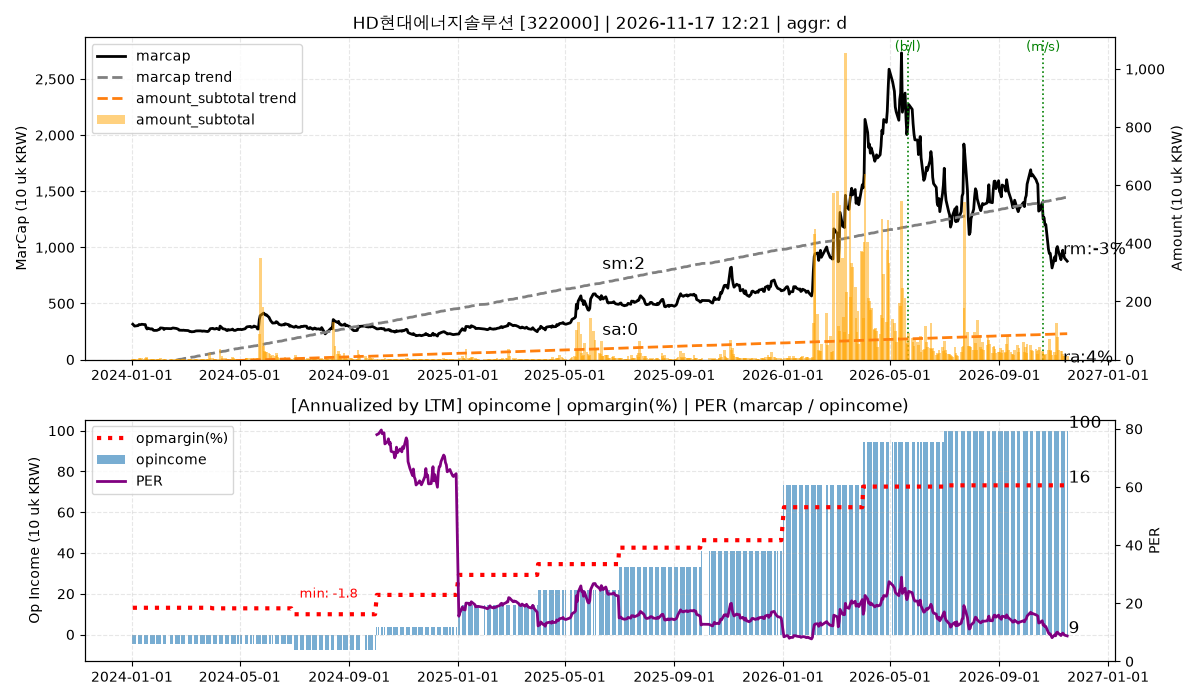 HD현대에너지솔루션 [322000] | 2026-11-17 12:21 | aggr: d
(b/l)
(m/s)
marcap
marcap trend
amount_subtotal trend
amount_subtotal
MarCap (10 uk KRW)
2,500
2,000
1,500
1,000
500
0
Amount (10 uk KRW)
1,000
800
600
400
200
0
sm:2
sa:0
rm:-3%
ra:4%
2024-01-01
2024-05-01
2024-09-01
2025-01-01
2025-05-01
2025-09-01
2026-01-01
2026-05-01
2026-09-01
2027-01-01
[Annualized by LTM] opincome | opmargin(%) | PER (marcap / opincome)
opmargin(%)
opincome
PER
Op Income (10 uk KRW)
100
80
60
40
20
0
PER
80
60
40
20
0
min: -1.8
100
16
9
2024-01-01
2024-05-01
2024-09-01
2025-01-01
2025-05-01
2025-09-01
2026-01-01
2026-05-01
2026-09-01
2027-01-01